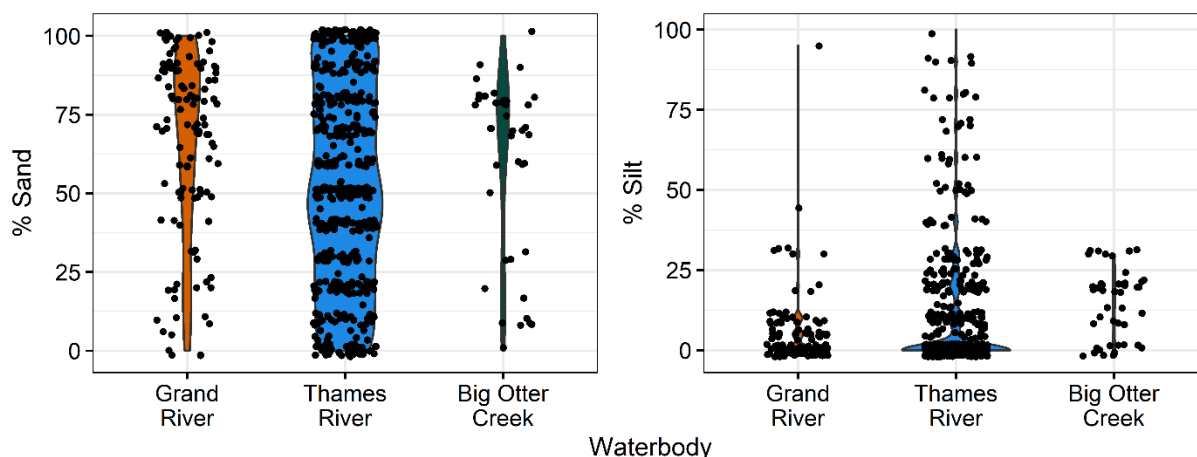 % Sand
100
75
50
25
0
Grand
River
Thames
River
Big Otter
Creek
% Silt
100
75
50
25
0
Grand
River
Thames
River
Big Otter
Creek
Waterbody